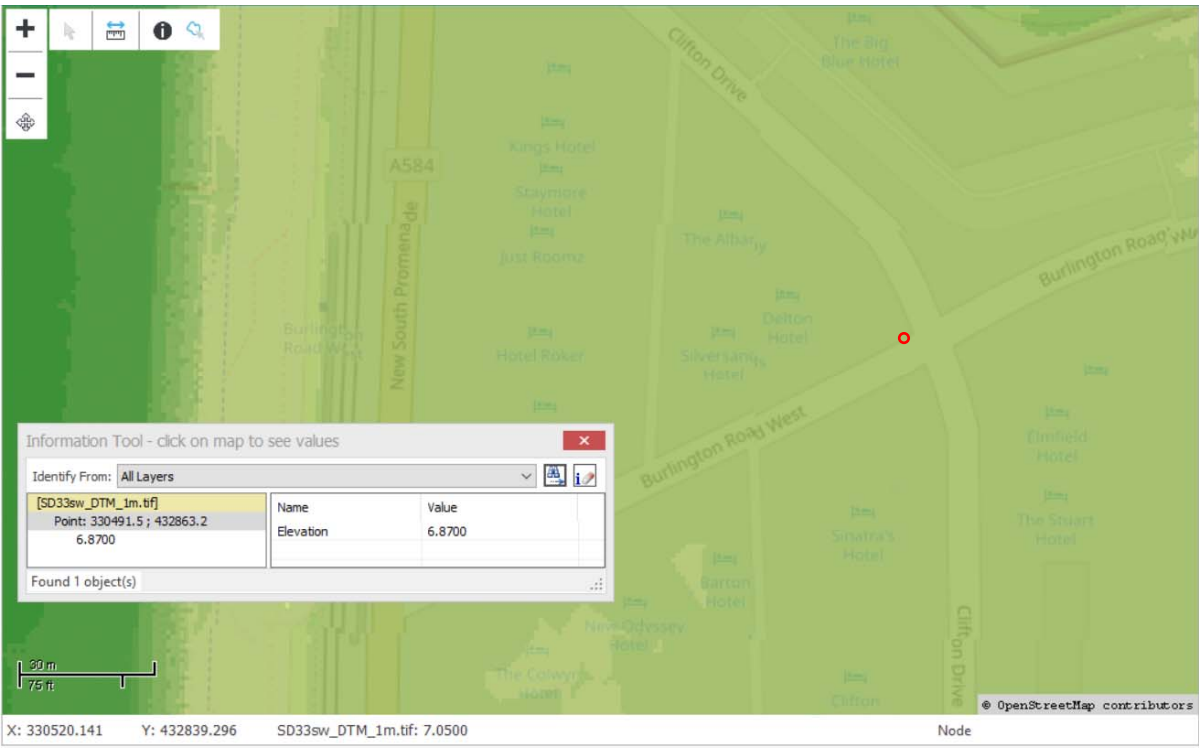 Clifton Drive
The Big
Blue Hotel
Kings Hotel
A584
Staymore
Hotel
New South Promenade
The Albany
Just Roomz
Burlington Road We
Delton
Hotel
Burlington
Road West
Hotel Roker
Silversands
Hotel
Burlington Road West
Elmfield
Hotel
Information Tool - click on map to see values
Identify From: All Layers
[SD33sw_DTM_1m.tif]
Point: 330491.5 ; 432863.2
6.8700
Name Value
Elevation 6.8700
Found 1 object(s)
Sinatra's
Hotel
The Stuart
Hotel
Barton
Hotel
New Odyssey
Hotel
Clifton Drive
30 m
75 ft
The Colwyn
Hotel
Clifton
© OpenStreetMap contributors
X: 330520.141 Y: 432839.296 SD33sw_DTM_1m.tif: 7.0500 Node